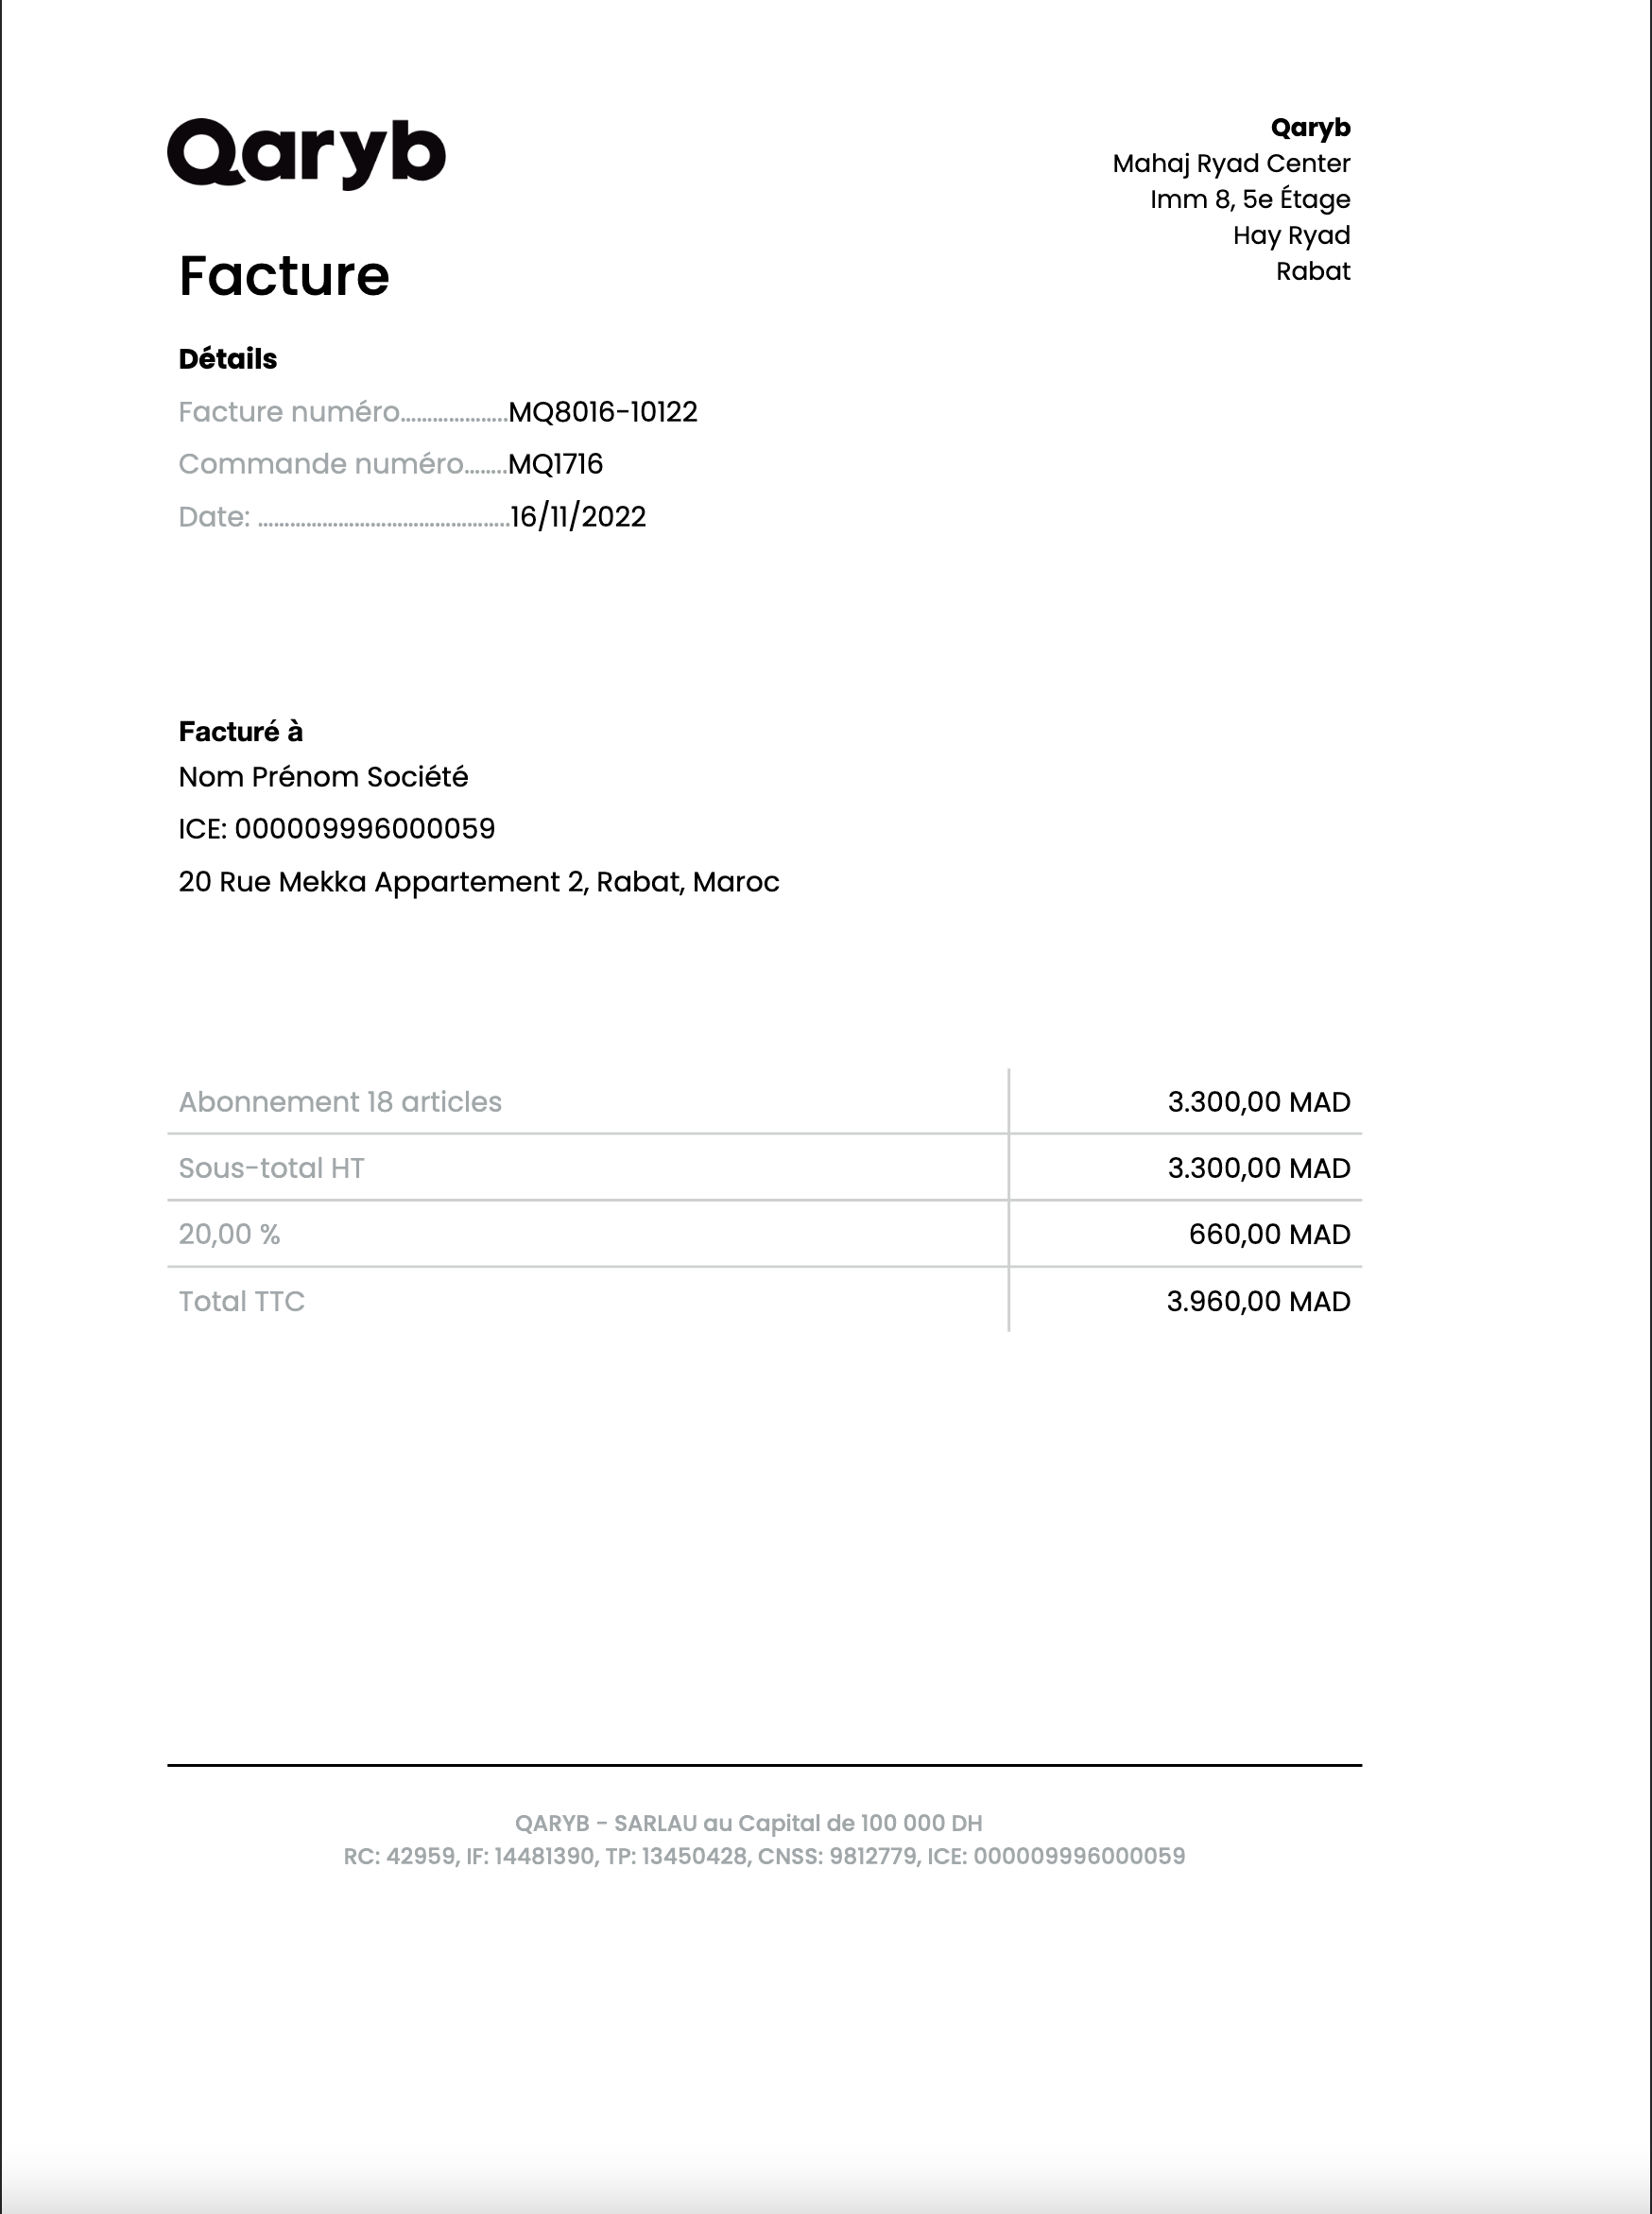 Qaryb
Qaryb
Mahaj Ryad Center
Imm 8, 5e Étage
Hay Ryad
Rabat
Facture
Détails
Facture numéro....................MQ8016-10122
Commande numéro........MQ1716
Date: ...............................................16/11/2022
Facturé à
Nom Prénom Société
ICE: 000009996000059
20 Rue Mekka Appartement 2, Rabat, Maroc
Abonnement 18 articles 3.300,00 MAD
Sous-total HT 3.300,00 MAD
20,00 % 660,00 MAD
Total TTC 3.960,00 MAD
QARYB - SARLAU au Capital de 100 000 DH
RC: 42959, IF: 14481390, TP: 13450428, CNSS: 9812779, ICE: 000009996000059